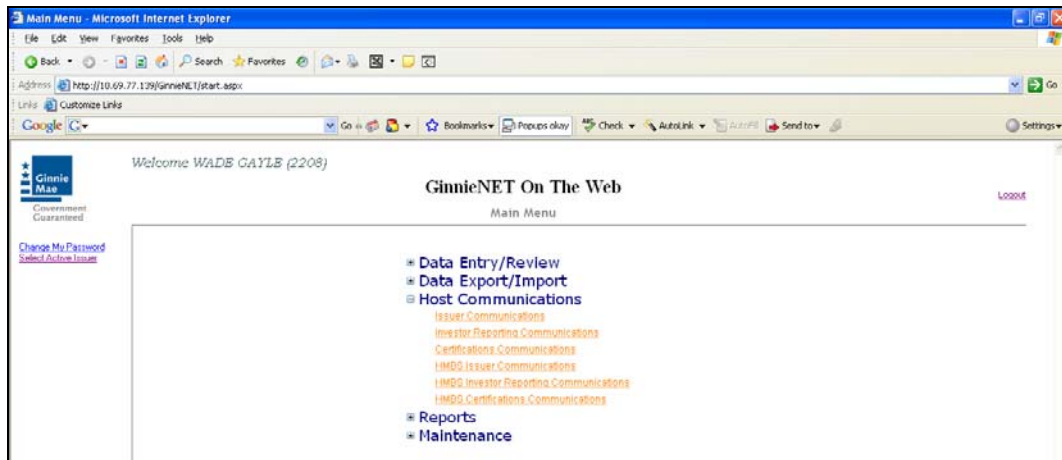 Main Menu - Microsoft Internet Explorer
File Edit View Favorites Tools Help
Back Search Favorites
Address http://10.69.77.139/GinnieNET/start.aspx Go
Links Customize Links
Google G Go Bookmarks Popups okay Check AutoLink AutoFill Send to Settings
Welcome WADE GAYLE (2208)
Ginnie
Mae
Government
Guaranteed
GinnieNET On The Web
Main Menu
Logout
Change My Password
Select Active Issuer
Data Entry/Review
Data Export/Import
Host Communications
Issuer Communications
Investor Reporting Communications
Certifications Communications
HMBS Issuer Communications
HMBS Investor Reporting Communications
HMBS Certifications Communications
Reports
Maintenance